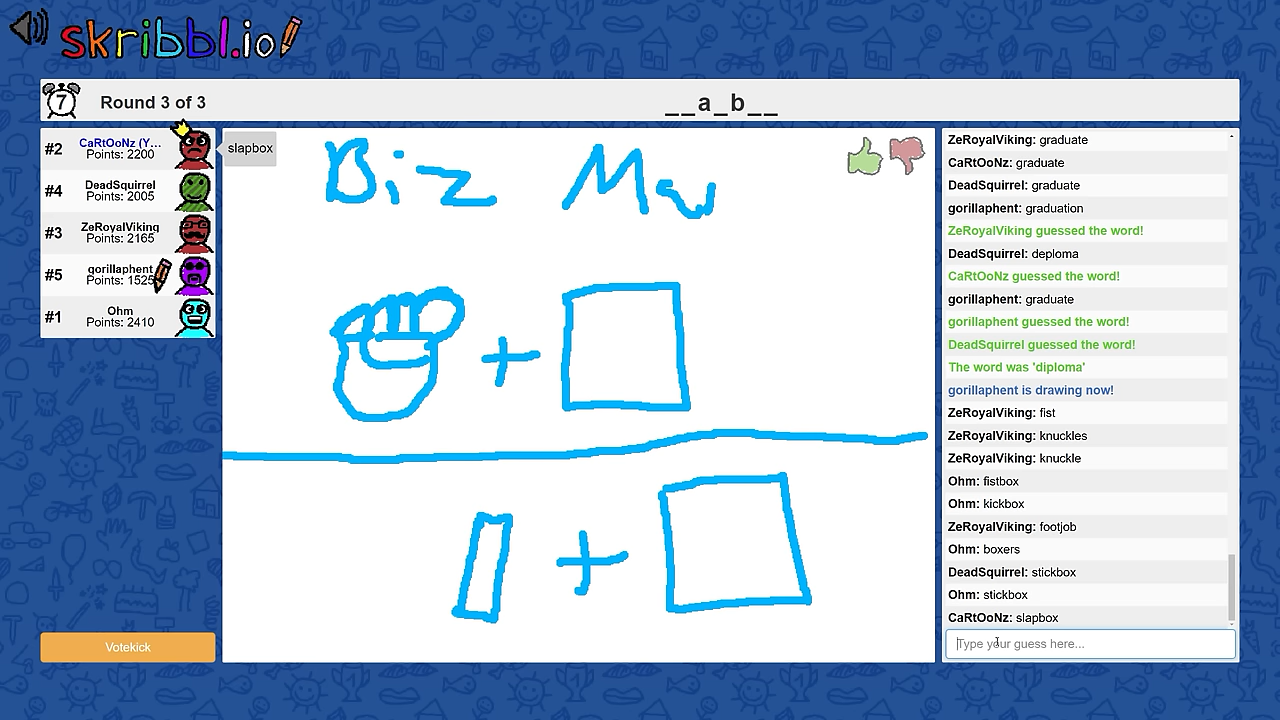 skribbl.io
7 Round 3 of 3 __a_b__
#2 CaRtOoNz (Y... Points: 2200
#4 DeadSquirrel Points: 2005
#3 ZeRoyalViking Points: 2165
#5 gorillaphent Points: 1525
#1 Ohm Points: 2410
Votekick
slapbox
Biz
ZeRoyalViking: graduate
CaRtOoNz: graduate
DeadSquirrel: graduate
gorillaphent: graduation
ZeRoyalViking guessed the word!
DeadSquirrel: deploma
CaRtOoNz guessed the word!
gorillaphent: graduate
gorillaphent guessed the word!
DeadSquirrel guessed the word!
The word was 'diploma'
gorillaphent is drawing now!
ZeRoyalViking: fist
ZeRoyalViking: knuckles
ZeRoyalViking: knuckle
Ohm: fistbox
Ohm: kickbox
ZeRoyalViking: footjob
Ohm: boxers
DeadSquirrel: stickbox
Ohm: stickbox
CaRtOoNz: slapbox
Type your guess here...